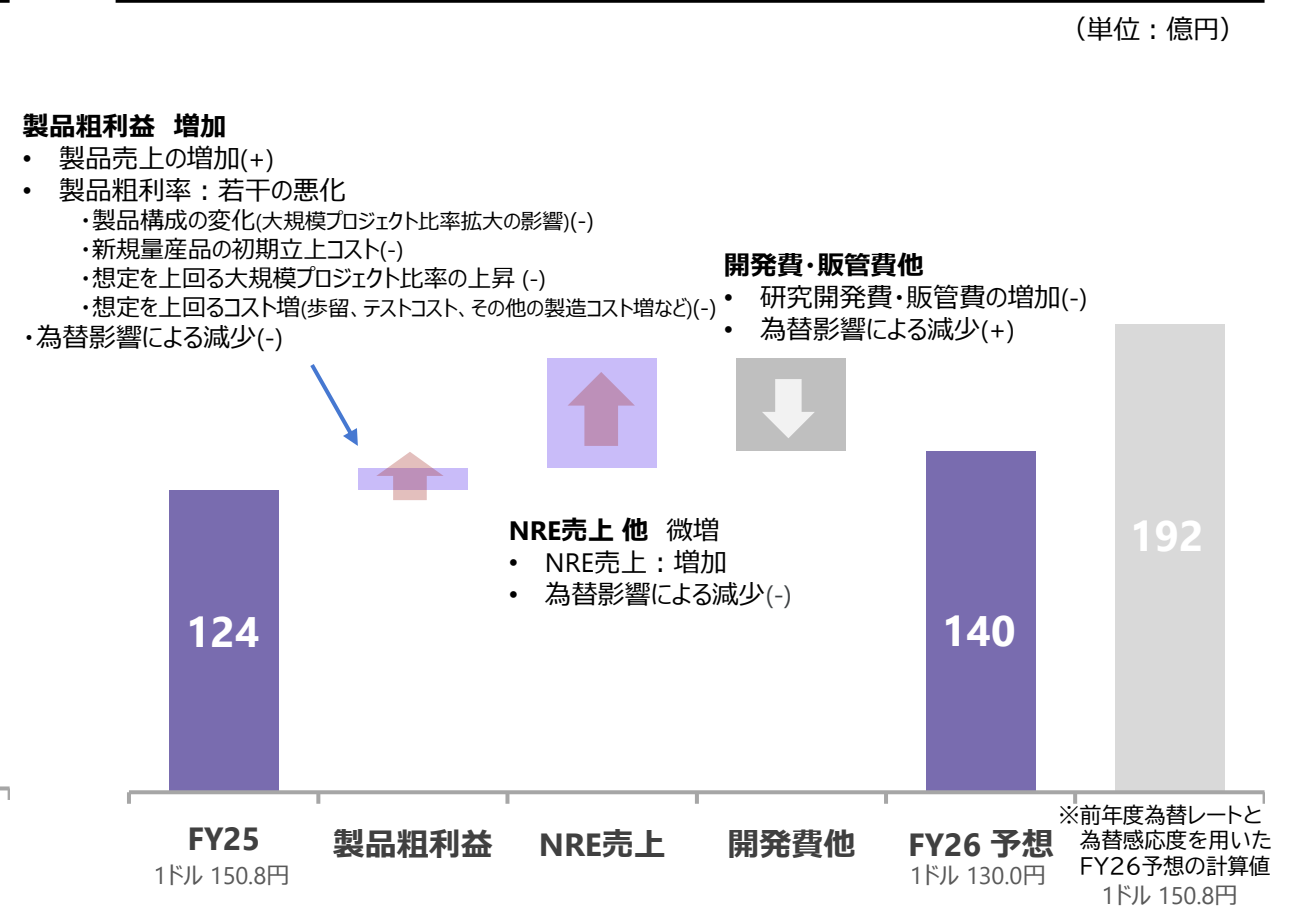 （単位：億円）
製品粗利益 増加
• 製品売上の増加(+)
• 製品粗利率：若干の悪化
・製品構成の変化(大規模プロジェクト比率拡大の影響)(-)
・新規量産品の初期立上コスト(-)
・想定を上回る大規模プロジェクト比率の上昇 (-)
・想定を上回るコスト増(歩留、テストコスト、その他の製造コスト増など)(-)
・為替影響による減少(-)
開発費・販管費他
• 研究開発費・販管費の増加(-)
• 為替影響による減少(+)
NRE売上 他 微増
• NRE売上：増加
• 為替影響による減少(-)
124
140
192
FY25
1ドル 150.8円
製品粗利益
NRE売上
開発費他
FY26 予想
1ドル 130.0円
※前年度為替レートと
為替感応度を用いた
FY26予想の計算値
1ドル 150.8円